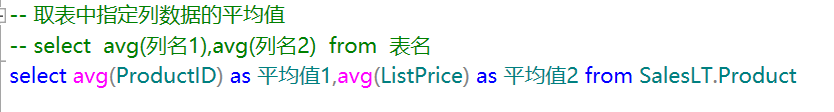 -- 取表中指定列数据的平均值
-- select  avg(列名1),avg(列名2)  from  表名
select avg(ProductID) as 平均值1,avg(ListPrice) as 平均值2 from SalesLT.Product